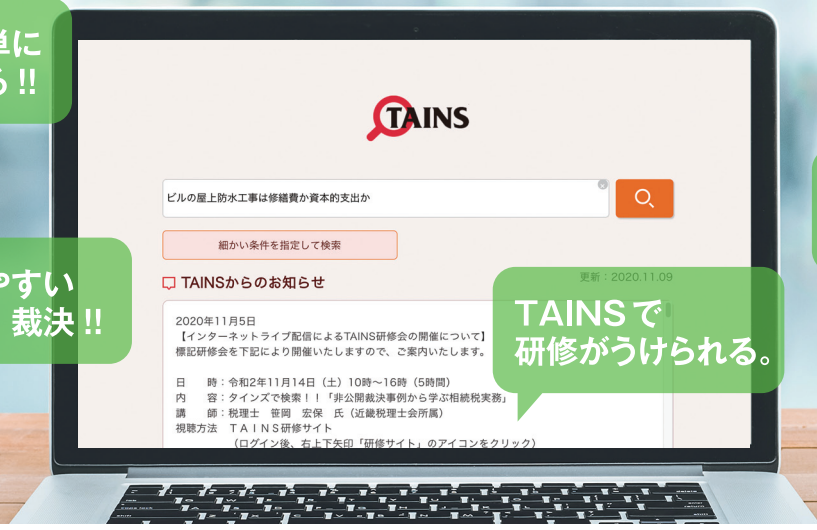 単に
る!!
TAINS
ビルの屋上防水工事は修繕費か資本的支出か
細かい条件を指定して検索
TAINSからのお知らせ
更新：2020.11.09
2020年11月5日
【インターネットライブ配信によるTAINS研修会の開催について】
標記研修会を下記により開催いたしますので、ご案内いたします。
日　　時：令和2年11月14日（土）10時〜16時（5時間）
内　　容：タインズで検索！！「非公開裁決事例から学ぶ相続税実務」
講　　師：税理士　笹岡　宏保　氏（近畿税理士会所属）
視聴方法　ＴＡＩＮＳ研修サイト
（ログイン後、右上下矢印「研修サイト」のアイコンをクリック）
やすい
裁決!!
TAINSで
研修がうけられる。